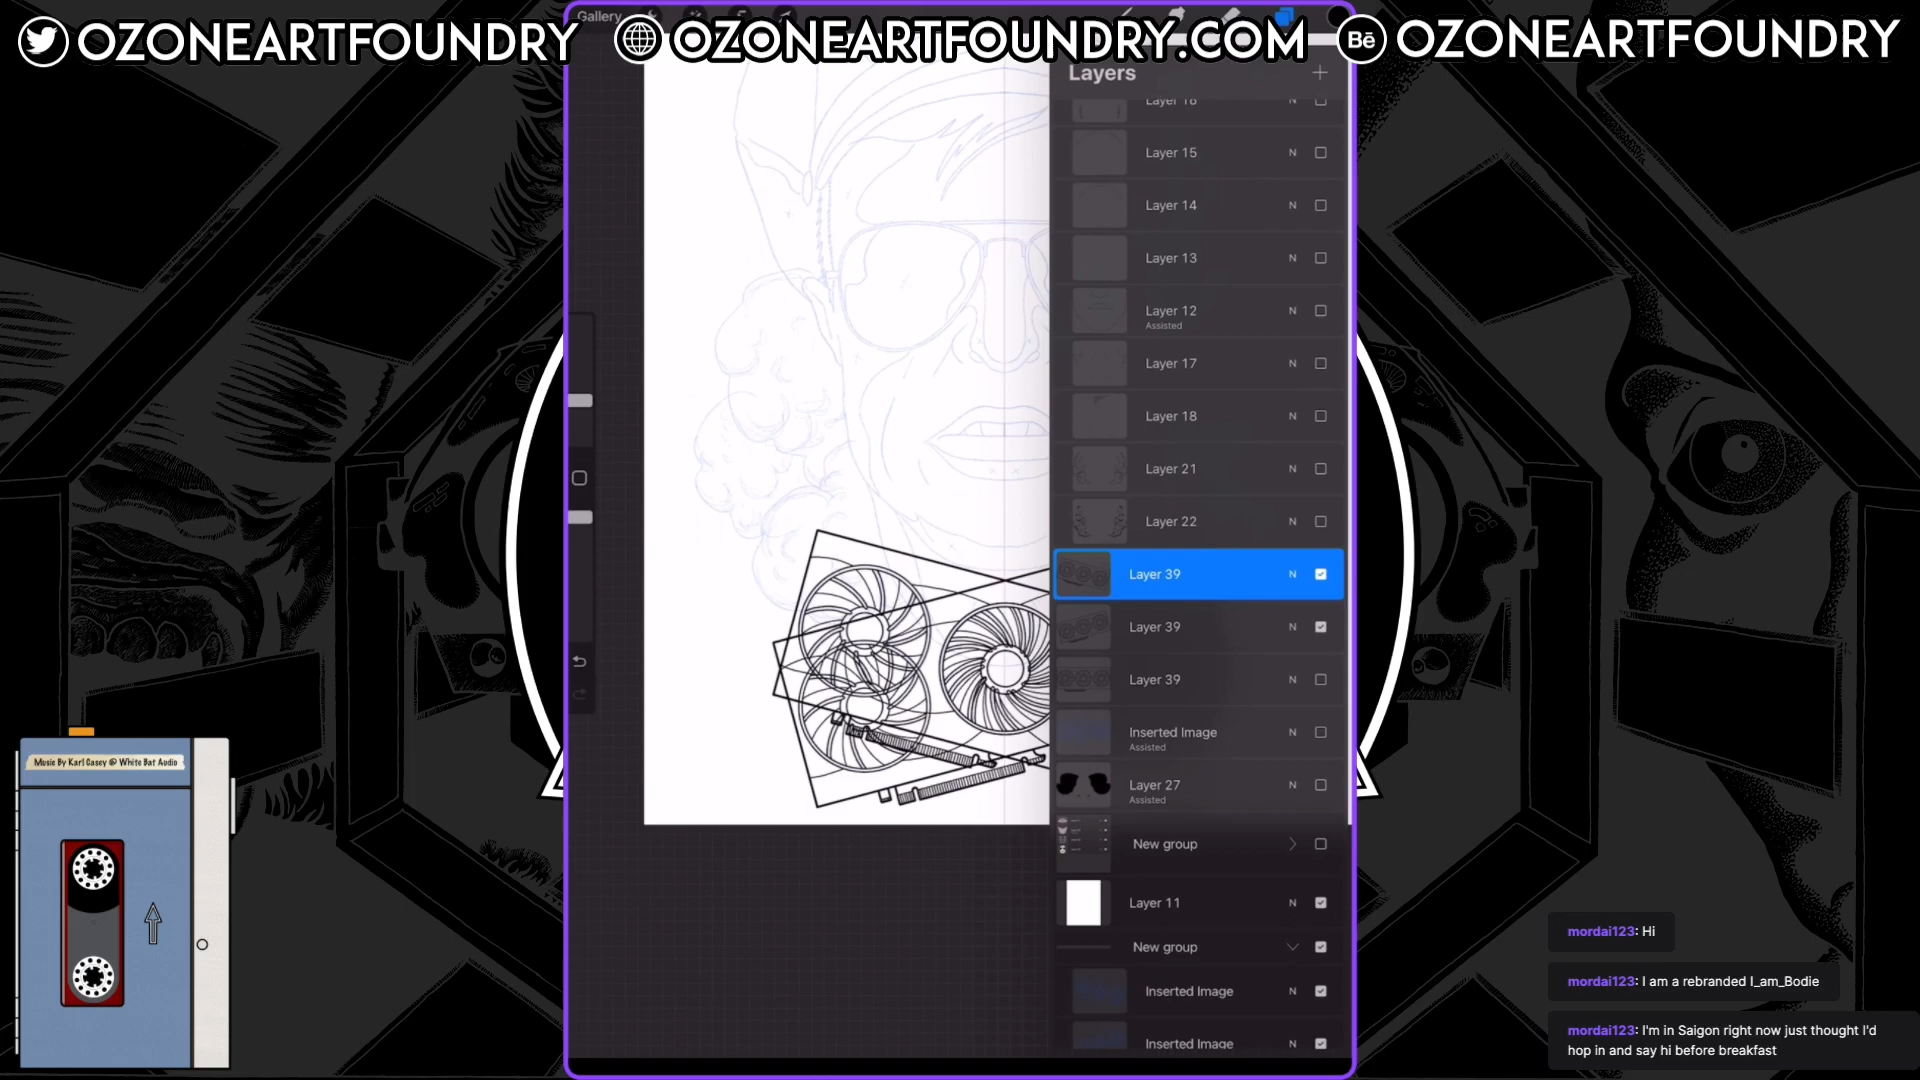 OZONEARTFOUNDRY
OZONEARTFOUNDRY.COM
Bē
OZONEARTFOUNDRY
Gallery
Layers
Layer 16
N
Layer 15
N
Layer 14
N
Layer 13
N
Layer 12
Assisted
N
Layer 17
N
Layer 18
N
Layer 21
N
Layer 22
N
Layer 39
N
Layer 39
N
Layer 39
N
Inserted Image
Assisted
N
Layer 27
Assisted
N
New group
Layer 11
N
New group
Inserted Image
N
Inserted Image
N
Music By Karl Casey @ White Bat Audio
mordai123: Hi
mordai123: I am a rebranded I_am_Bodie
mordai123: I'm in Saigon right now just thought I'd
hop in and say hi before breakfast